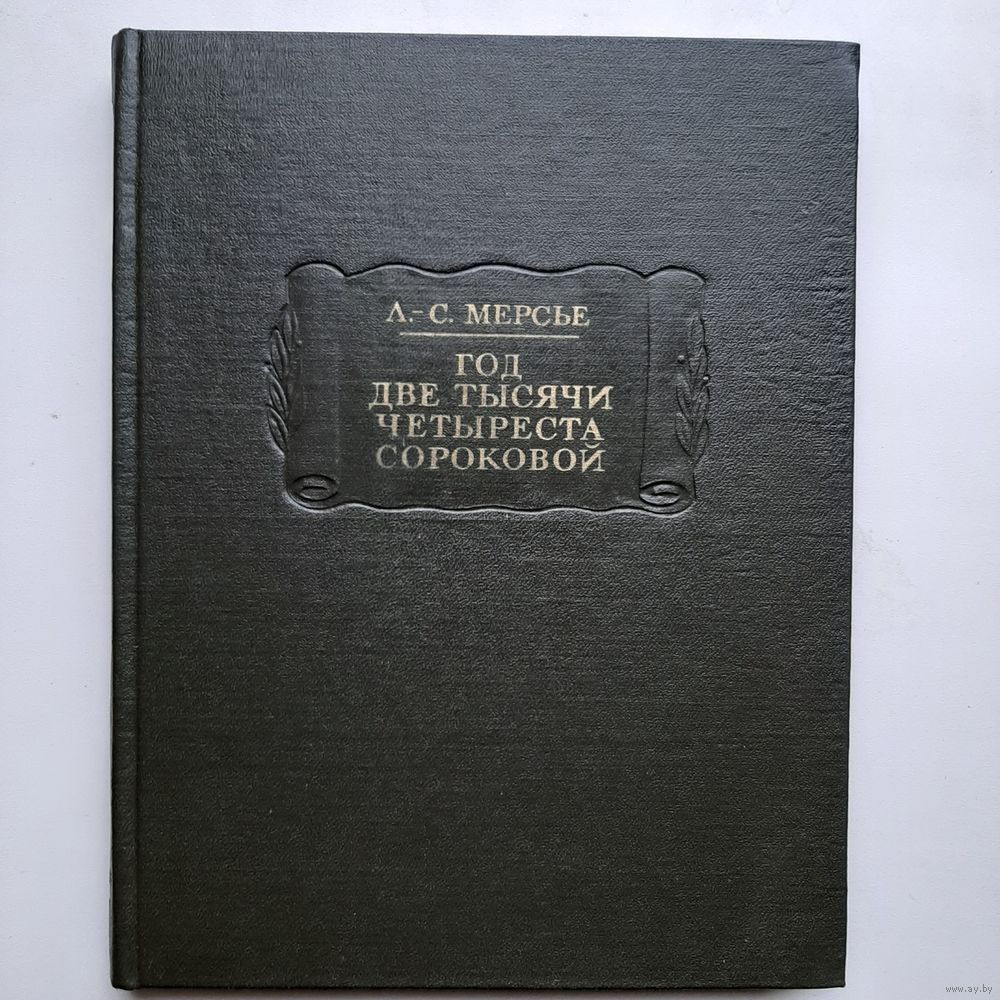 Л.-С. МЕРСЬЕ
ГОД
ДВЕ ТЫСЯЧИ
ЧЕТЫРЕСТА
СОРОКОВОЙ
www.ay.by